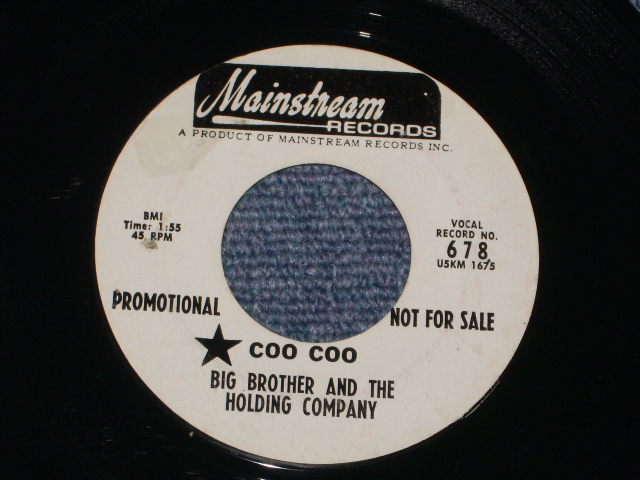 Mainstream
RECORDS
A PRODUCT OF MAINSTREAM RECORDS INC.
BMI
Time: 1:55
45 RPM
VOCAL
RECORD NO.
678
USKM 1675
PROMOTIONAL
NOT FOR SALE
COO COO
BIG BROTHER AND THE
HOLDING COMPANY